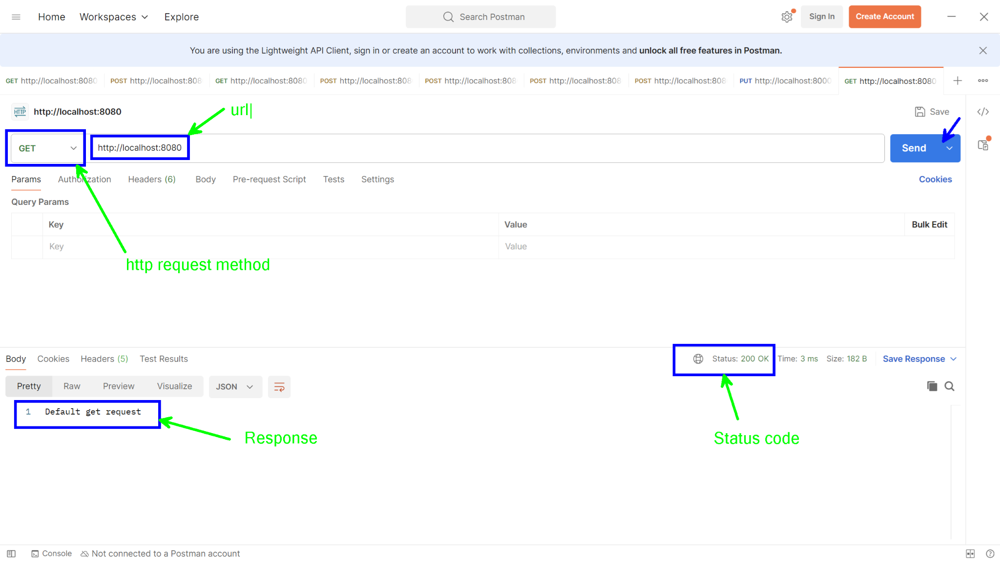 Home Workspaces Explore Search Postman Sign In Create Account
You are using the Lightweight API Client, sign in or create an account to work with collections, environments and unlock all free features in Postman.
GET http://localhost:8080 POST http://localhost:808 GET http://localhost:8080 POST http://localhost:808 POST http://localhost:808 POST http://localhost:808 POST http://localhost:808 PUT http://localhost:8000 GET http://localhost:8080
HTTP http://localhost:8080 url Save </>
GET http://localhost:8080 Send
Params Authorization Headers (6) Body Pre-request Script Tests Settings Cookies
Query Params
Key Value Bulk Edit
Key Value
http request method
Body Cookies Headers (5) Test Results Status: 200 OK Time: 3 ms Size: 182 B Save Response
Pretty Raw Preview Visualize JSON
1 Default get request
Response Status code
Console Not connected to a Postman account